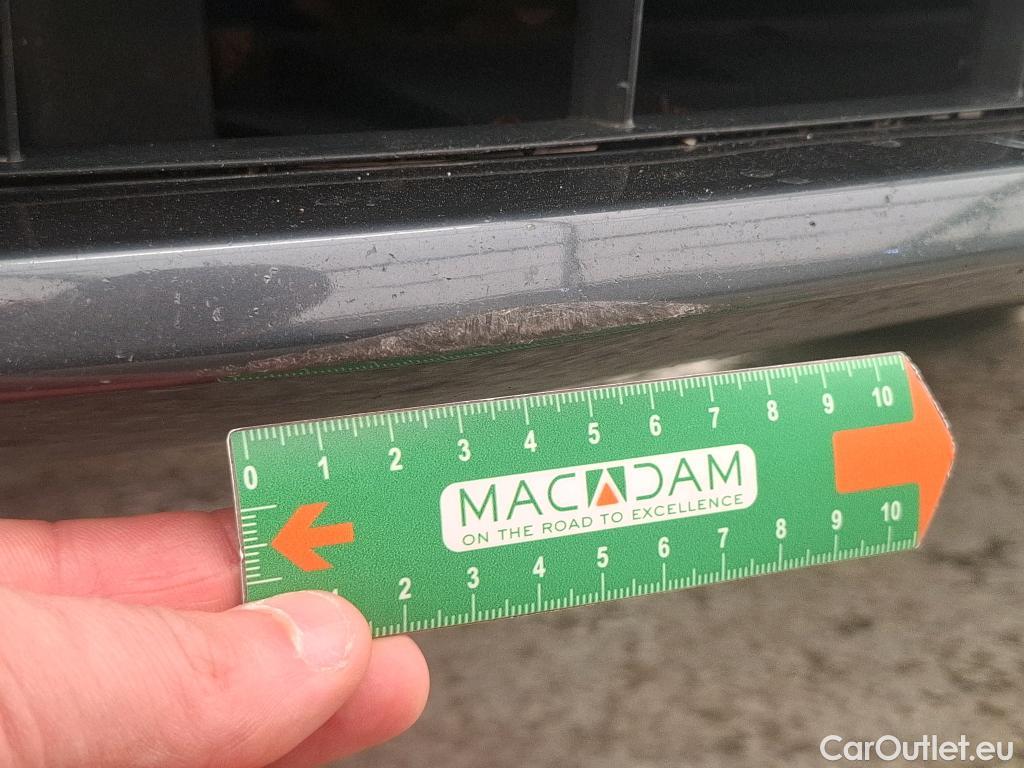 0 1 2 3 4 5 6 7 8 9 10
MACADAM
ON THE ROAD TO EXCELLENCE
2 3 4 5 6 7 8 9 10
CarOutlet.eu